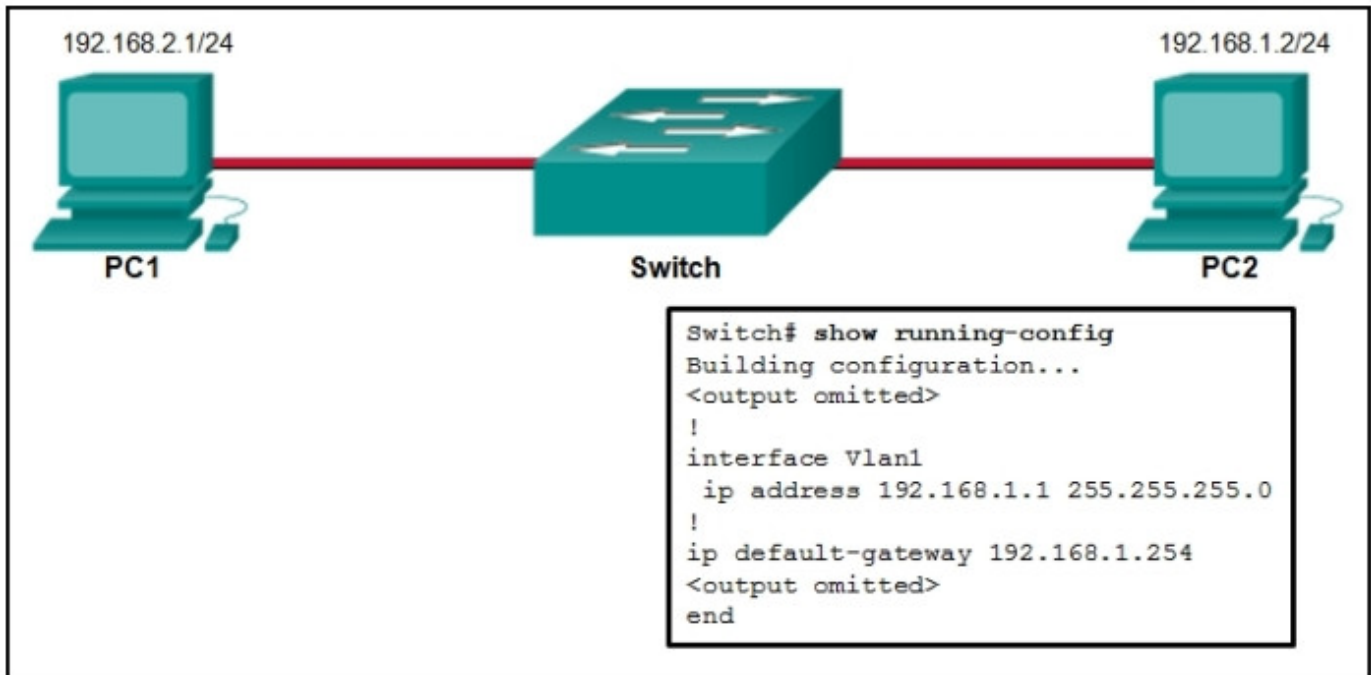 192.168.2.1/24
192.168.1.2/24
PC1
Switch
PC2
Switch# show running-config
Building configuration...
<output omitted>
!
interface Vlan1
 ip address 192.168.1.1 255.255.255.0
!
ip default-gateway 192.168.1.254
<output omitted>
end